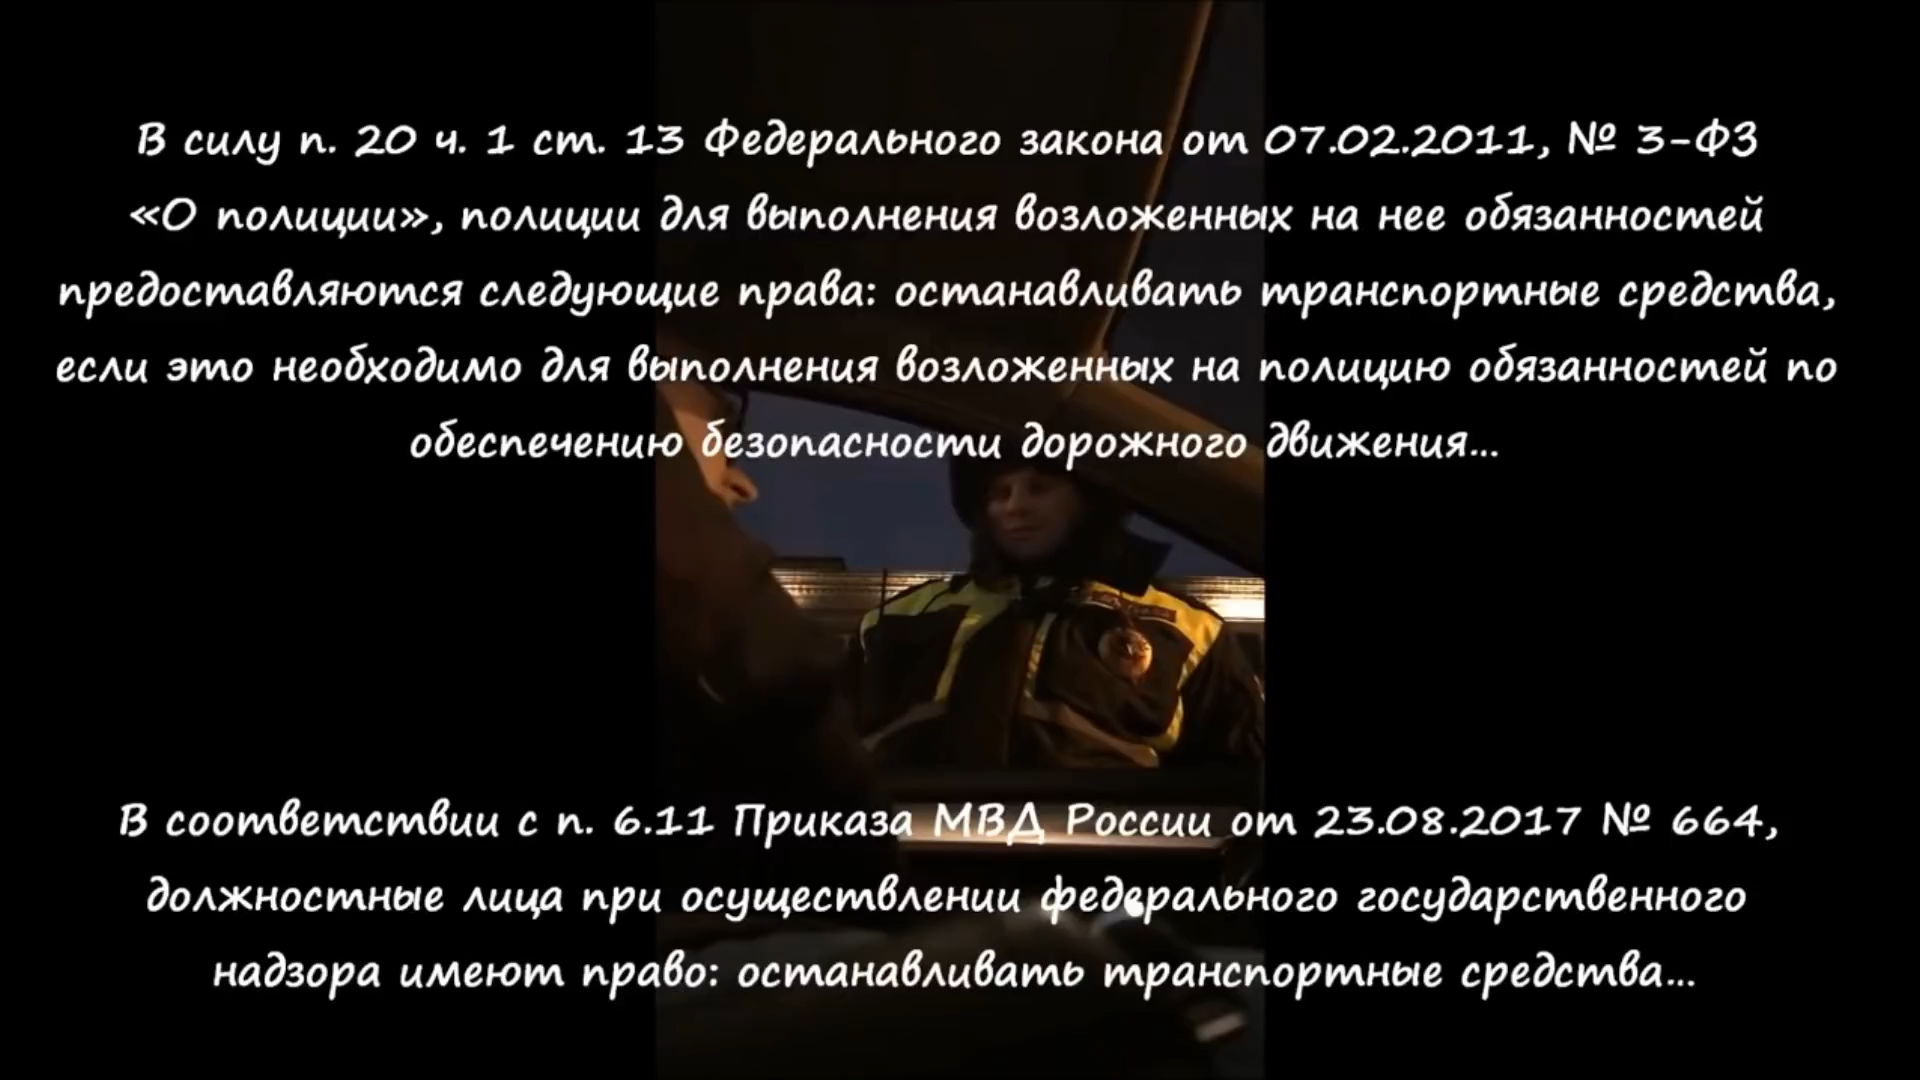 В силу п. 20 ч. 1 ст. 13 Федерального закона от 07.02.2011, № 3-ФЗ
«О полиции», полиции для выполнения возложенных на нее обязанностей
предоставляются следующие права: останавливать транспортные средства,
если это необходимо для выполнения возложенных на полицию обязанностей по
обеспечению безопасности дорожного движения...
В соответствии с п. 6.11 Приказа МВД России от 23.08.2017 № 664,
должностные лица при осуществлении федерального государственного
надзора имеют право: останавливать транспортные средства...